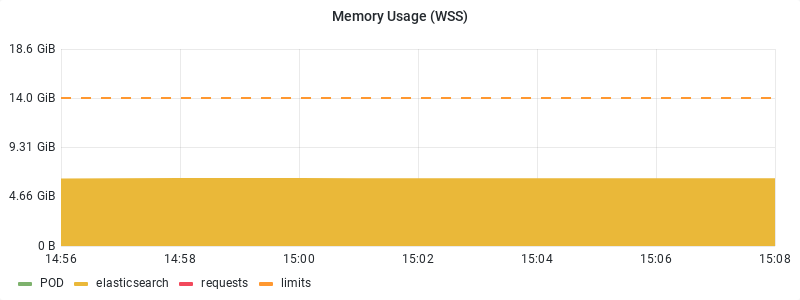 Memory Usage (WSS)
18.6 GiB
14.0 GiB
9.31 GiB
4.66 GiB
0 B
14:56 14:58 15:00 15:02 15:04 15:06 15:08
POD elasticsearch requests limits